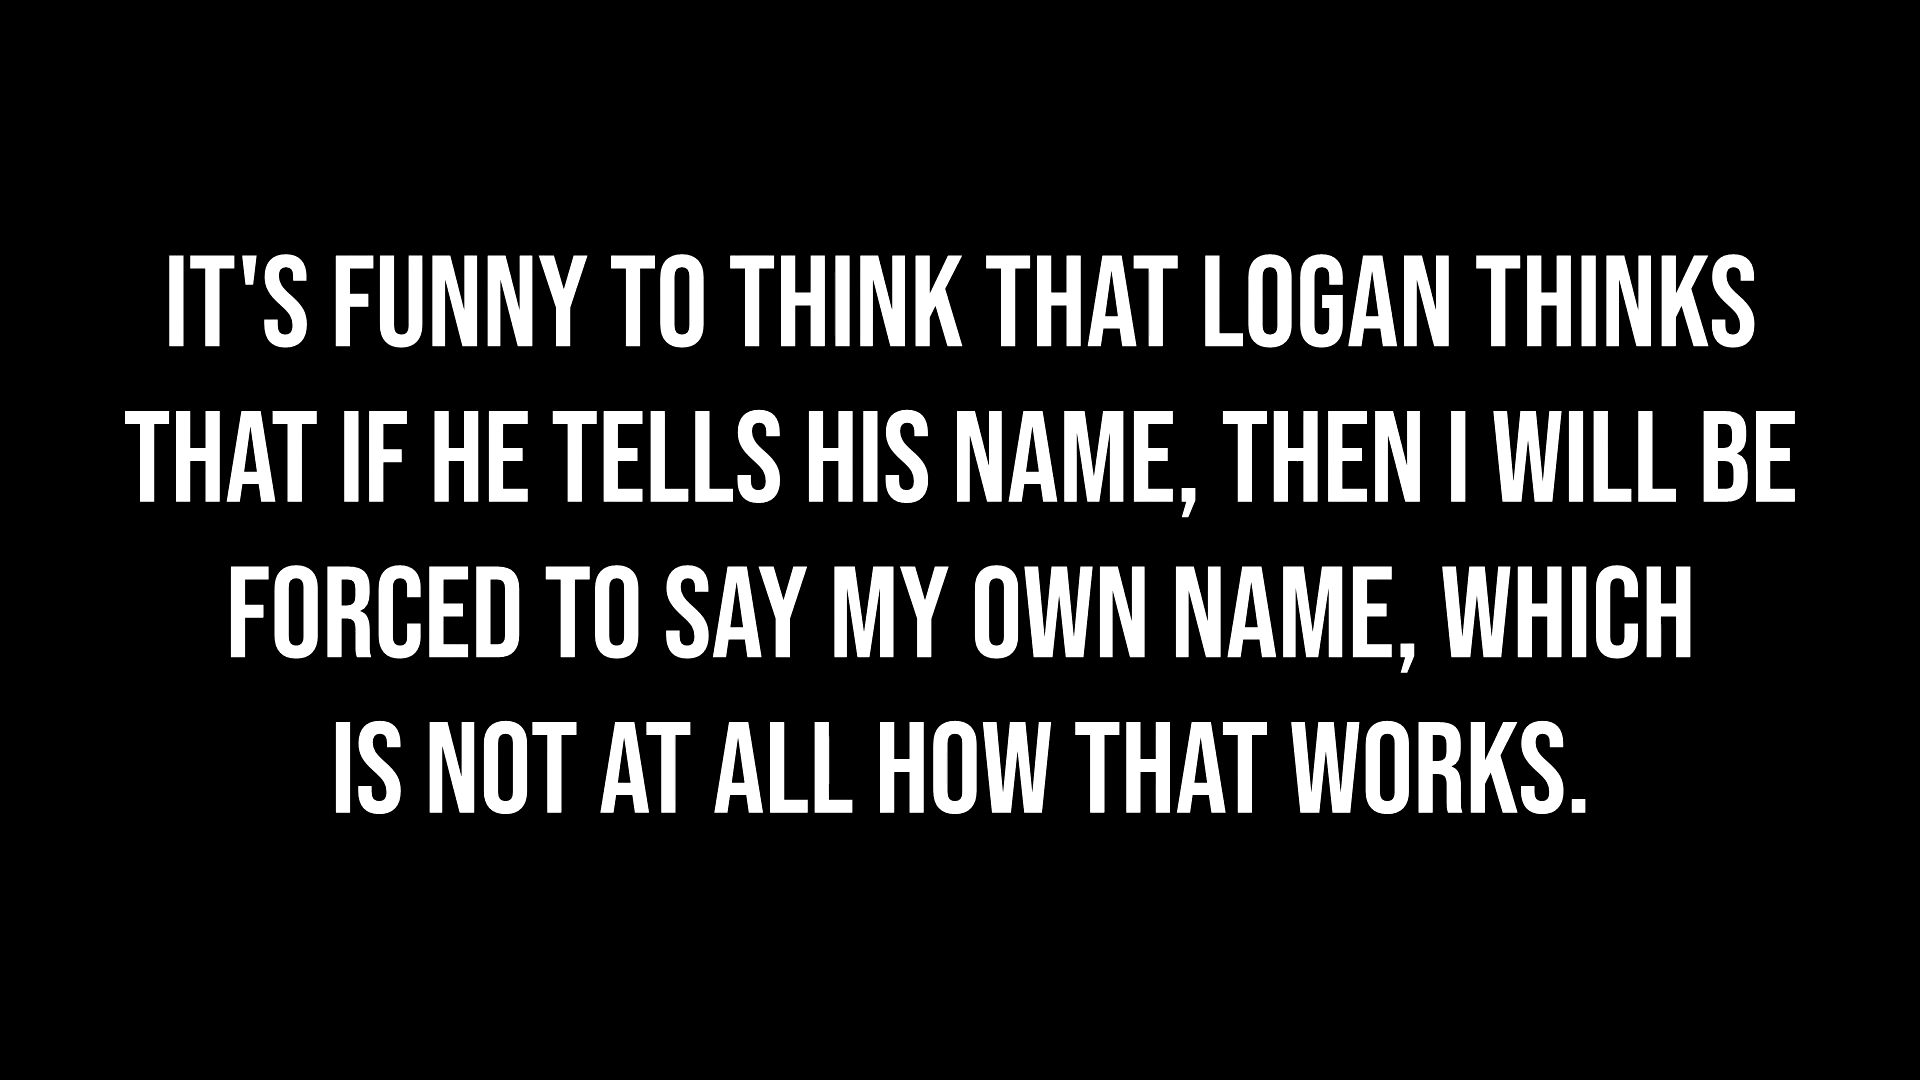 IT'S FUNNY TO THINK THAT LOGAN THINKS
THAT IF HE TELLS HIS NAME, THEN I WILL BE
FORCED TO SAY MY OWN NAME, WHICH
IS NOT AT ALL HOW THAT WORKS.